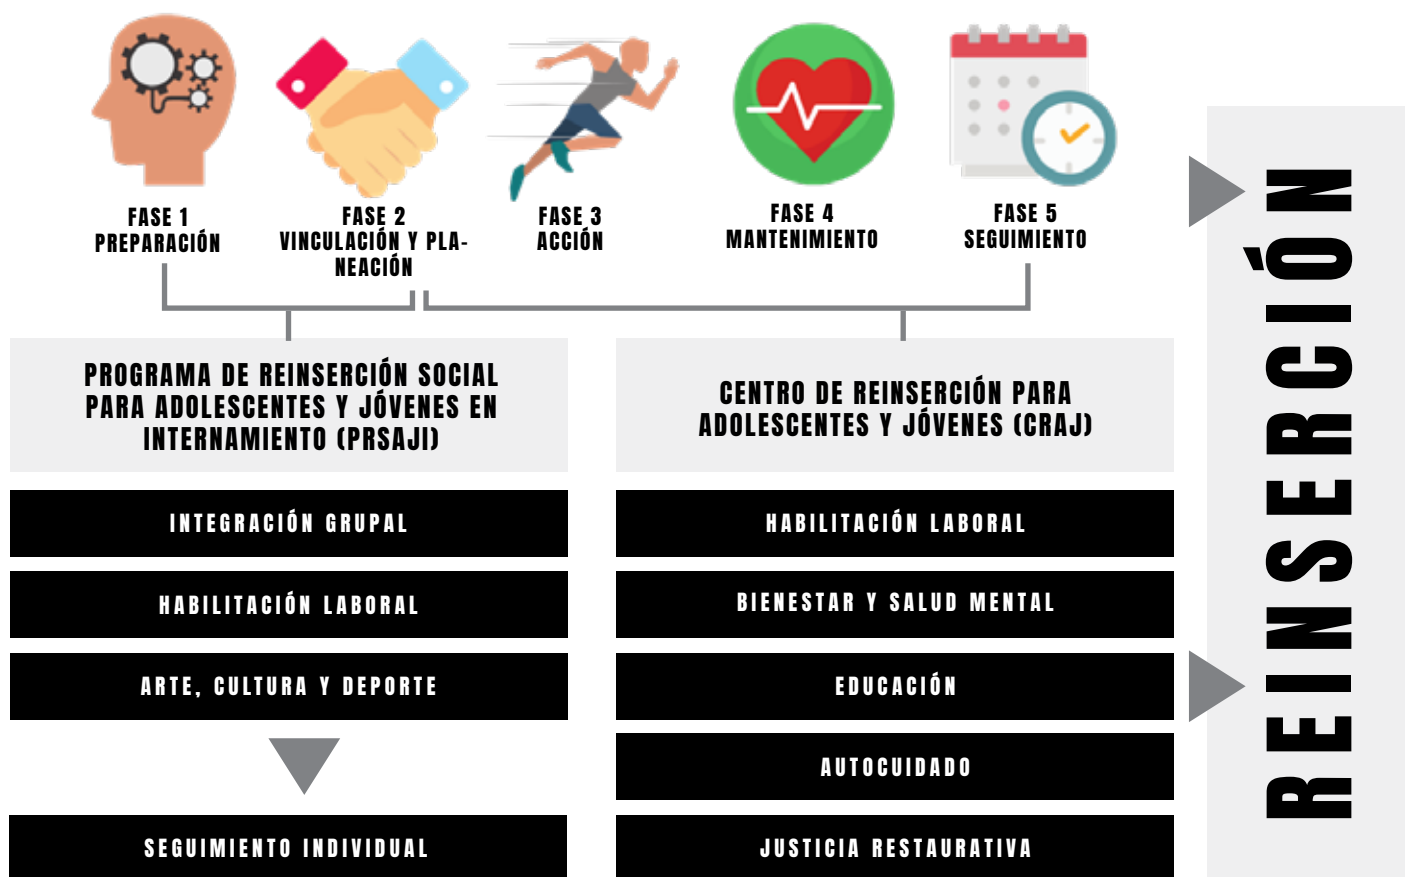 FASE 1
PREPARACIÓN
FASE 2
VINCULACIÓN Y PLA-
NEACIÓN
FASE 3
ACCIÓN
FASE 4
MANTENIMIENTO
FASE 5
SEGUIMIENTO
PROGRAMA DE REINSERCIÓN SOCIAL
PARA ADOLESCENTES Y JÓVENES EN
INTERNAMIENTO (PRSAJI)
INTEGRACIÓN GRUPAL
HABILITACIÓN LABORAL
ARTE, CULTURA Y DEPORTE
SEGUIMIENTO INDIVIDUAL
CENTRO DE REINSERCIÓN PARA
ADOLESCENTES Y JÓVENES (CRAJ)
HABILITACIÓN LABORAL
BIENESTAR Y SALUD MENTAL
EDUCACIÓN
AUTOCUIDADO
JUSTICIA RESTAURATIVA
REINSERCIÓN